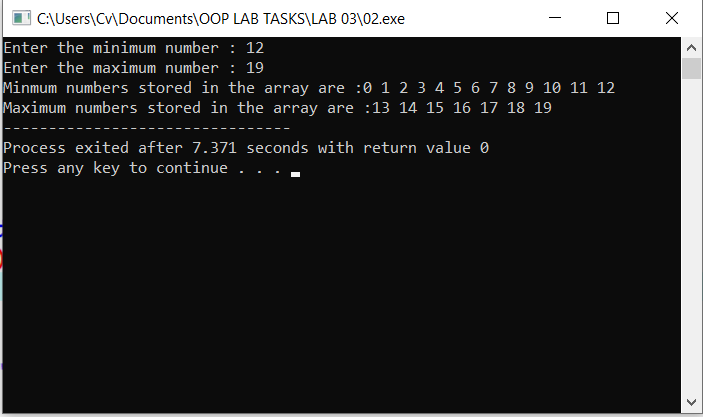 C:\Users\Cv\Documents\OOP LAB TASKS\LAB 03\02.exe
Enter the minimum number : 12
Enter the maximum number : 19
Minmum numbers stored in the array are :0 1 2 3 4 5 6 7 8 9 10 11 12
Maximum numbers stored in the array are :13 14 15 16 17 18 19
--------------------------------
Process exited after 7.371 seconds with return value 0
Press any key to continue . . .